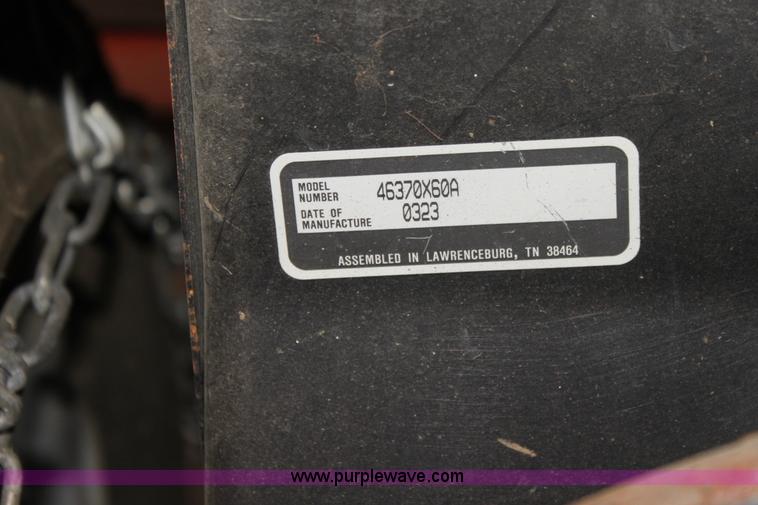 MODEL NUMBER 46370X60A
DATE OF MANUFACTURE 0323
ASSEMBLED IN LAWRENCEBURG, TN 38464
www.purplewave.com